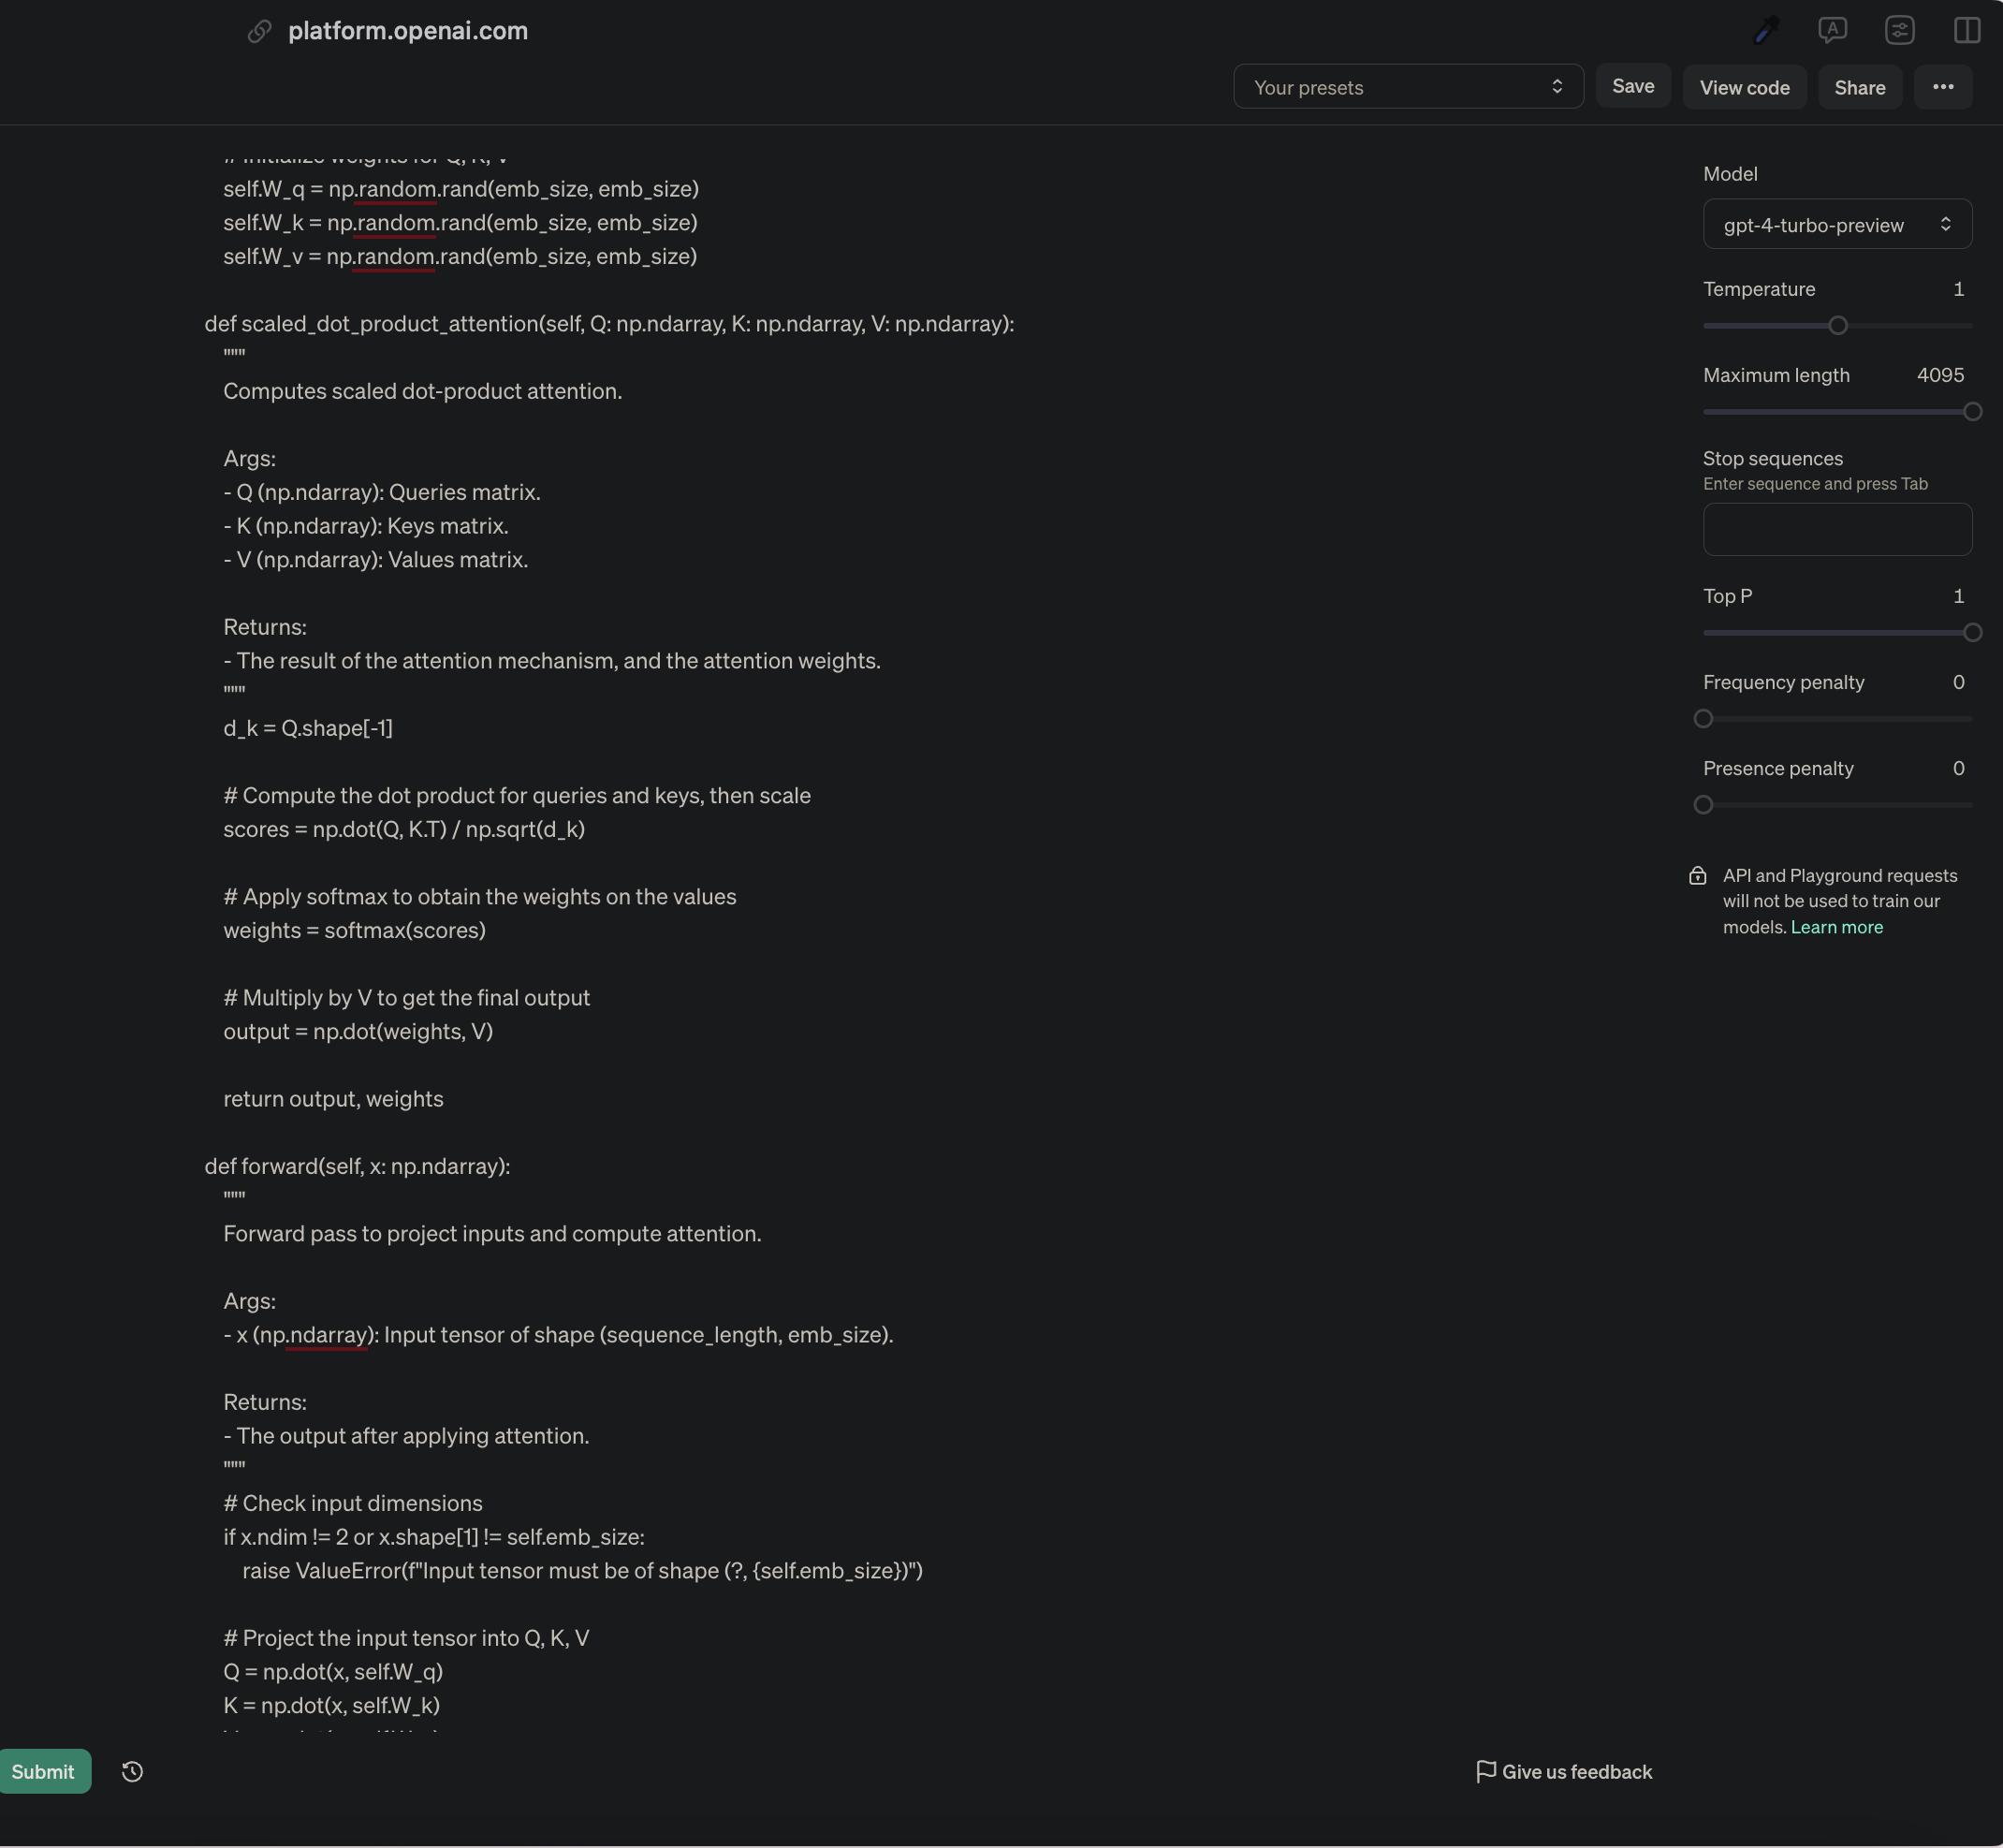 platform.openai.com
Your presets
Save
View code
Share
# Initialize weights for Q, K, V
self.W_q = np.random.rand(emb_size, emb_size)
self.W_k = np.random.rand(emb_size, emb_size)
self.W_v = np.random.rand(emb_size, emb_size)
def scaled_dot_product_attention(self, Q: np.ndarray, K: np.ndarray, V: np.ndarray):
"""
Computes scaled dot-product attention.
Args:
- Q (np.ndarray): Queries matrix.
- K (np.ndarray): Keys matrix.
- V (np.ndarray): Values matrix.
Returns:
- The result of the attention mechanism, and the attention weights.
"""
d_k = Q.shape[-1]
# Compute the dot product for queries and keys, then scale
scores = np.dot(Q, K.T) / np.sqrt(d_k)
# Apply softmax to obtain the weights on the values
weights = softmax(scores)
# Multiply by V to get the final output
output = np.dot(weights, V)
return output, weights
def forward(self, x: np.ndarray):
"""
Forward pass to project inputs and compute attention.
Args:
- x (np.ndarray): Input tensor of shape (sequence_length, emb_size).
Returns:
- The output after applying attention.
"""
# Check input dimensions
if x.ndim != 2 or x.shape[1] != self.emb_size:
raise ValueError(f"Input tensor must be of shape (?, {self.emb_size})")
# Project the input tensor into Q, K, V
Q = np.dot(x, self.W_q)
K = np.dot(x, self.W_k)
Model
gpt-4-turbo-preview
Temperature 1
Maximum length 4095
Stop sequences
Enter sequence and press Tab
Top P 1
Frequency penalty 0
Presence penalty 0
API and Playground requests
will not be used to train our
models. Learn more
Submit
Give us feedback